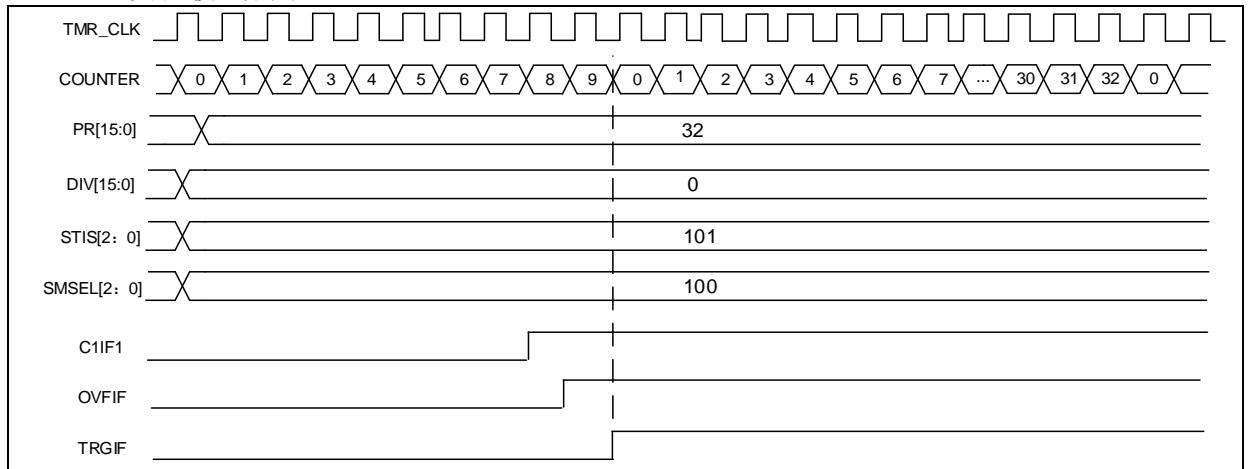 TMR_CLK
COUNTER 0 1 2 3 4 5 6 7 8 9 0 1 2 3 4 5 6 7 ... 30 31 32 0
PR[15:0] 32
DIV[15:0] 0
STIS[2：0] 101
SMSEL[2：0] 100
C1IF1
OVFIF
TRGIF